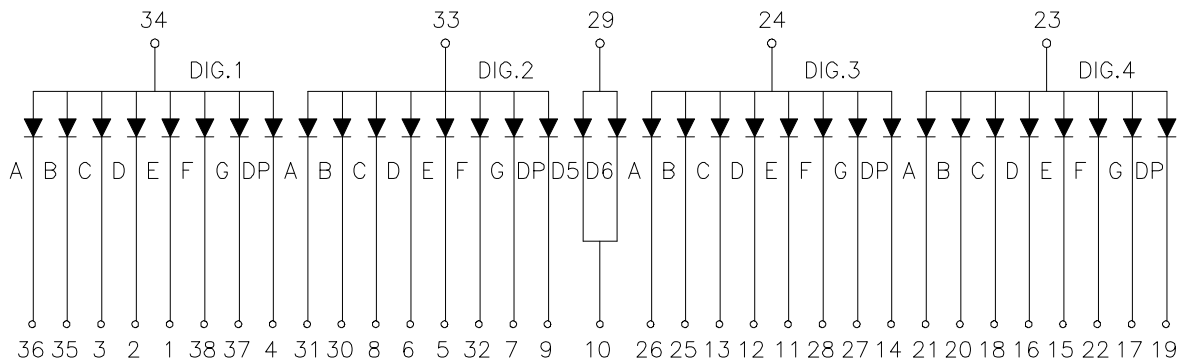 34 33 29 24 23
DIG.1 DIG.2 DIG.3 DIG.4
A B C D E F G DP A B C D E F G DP D5 D6 A B C D E F G DP A B C D E F G DP
36 35 3 2 1 38 37 4 31 30 8 6 5 32 7 9 10 26 25 13 12 11 28 27 14 21 20 18 16 15 22 17 19